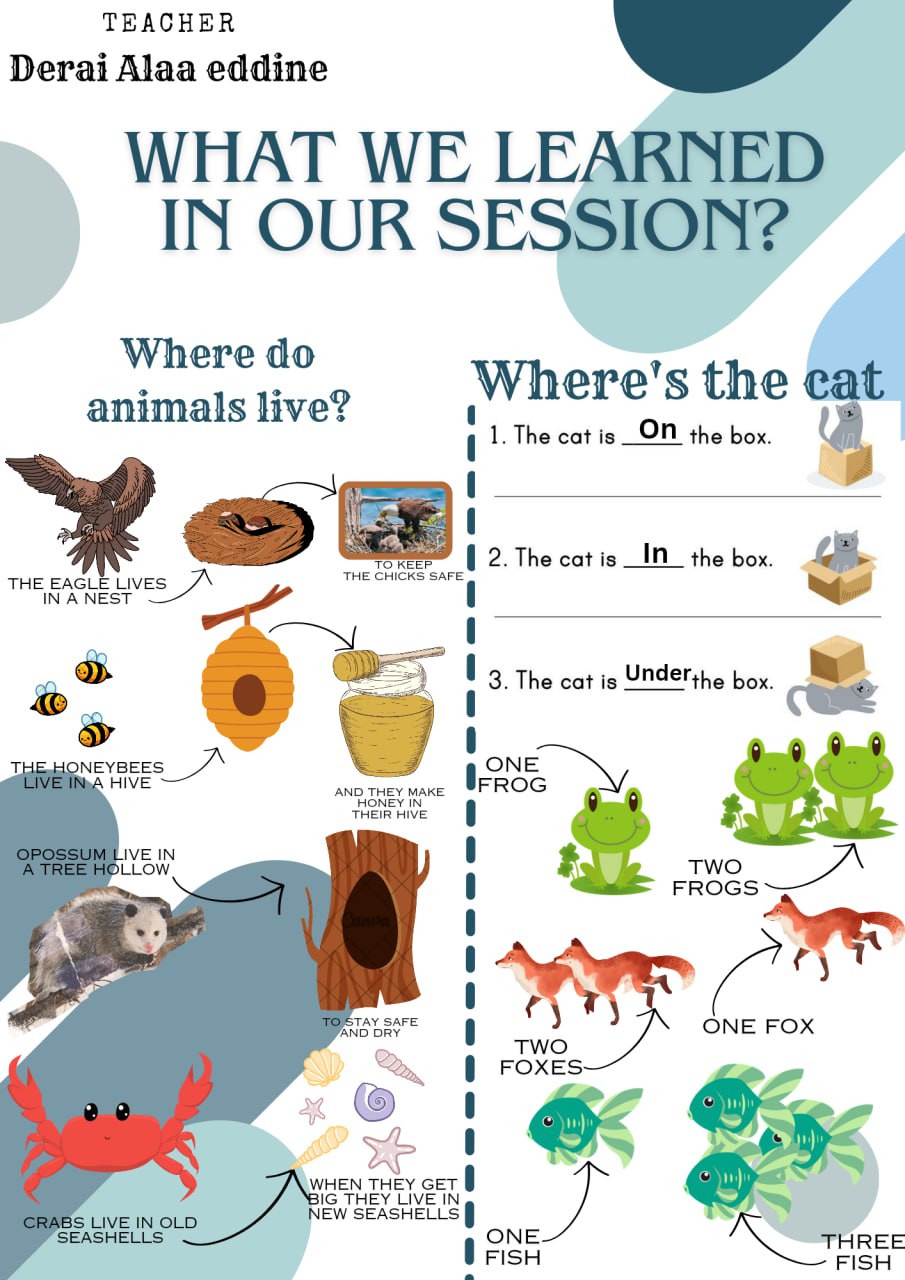 TEACHER
Derai Alaa eddine
WHAT WE LEARNED
IN OUR SESSION?
Where do
animals live?
THE EAGLE LIVES
IN A NEST
TO KEEP
THE CHICKS SAFE
THE HONEYBEES
LIVE IN A HIVE
AND THEY MAKE
HONEY IN
THEIR HIVE
OPOSSUM LIVE IN
A TREE HOLLOW
Canva
TO STAY SAFE
AND DRY
CRABS LIVE IN OLD
SEASHELLS
WHEN THEY GET
BIG THEY LIVE IN
NEW SEASHELLS
Where's the cat
1. The cat is On the box.
2. The cat is In the box.
3. The cat is Under the box.
ONE
FROG
TWO
FROGS
TWO
FOXES
ONE FOX
ONE
FISH
THREE
FISH